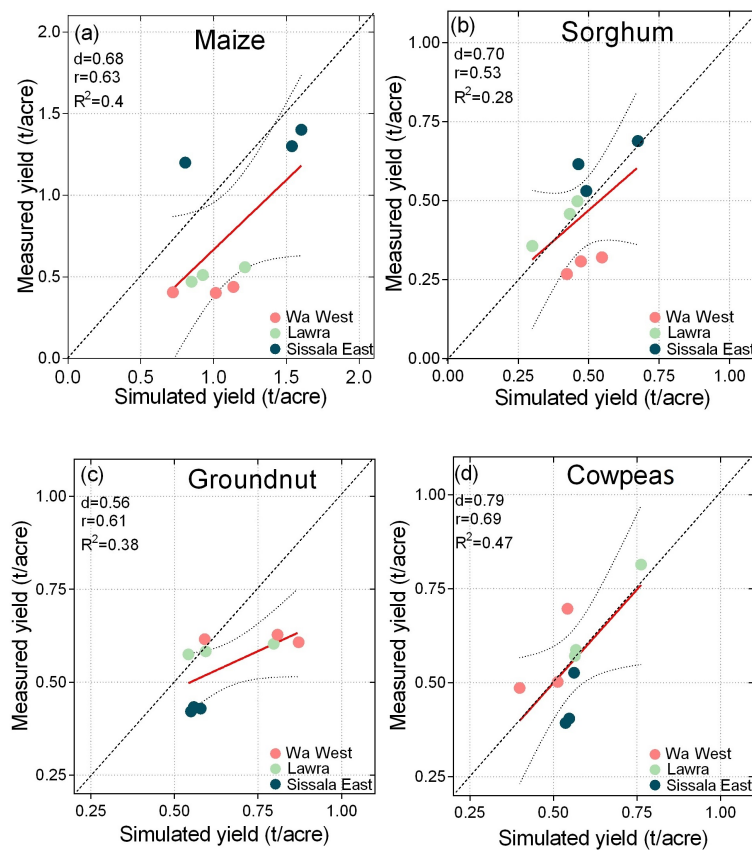 (a) Maize
d=0.68
r=0.63
R²=0.4
Measured yield (t/acre)
2.0
1.5
1.0
0.5
0.0
Wa West
Lawra
Sissala East
0.0 0.5 1.0 1.5 2.0
Simulated yield (t/acre)
(b) Sorghum
d=0.70
r=0.53
R²=0.28
Measured yield (t/acre)
1.00
0.75
0.50
0.25
0.00
Wa West
Lawra
Sissala East
0.00 0.25 0.50 0.75 1.00
Simulated yield (t/acre)
(c) Groundnut
d=0.56
r=0.61
R²=0.38
Measured yield (t/acre)
1.00
0.75
0.50
0.25
Wa West
Lawra
Sissala East
0.25 0.50 0.75 1.00
Simulated yield (t/acre)
(d) Cowpeas
d=0.79
r=0.69
R²=0.47
Measured yield (t/acre)
1.00
0.75
0.50
0.25
Wa West
Lawra
Sissala East
0.25 0.50 0.75 1.00
Simulated yield (t/acre)